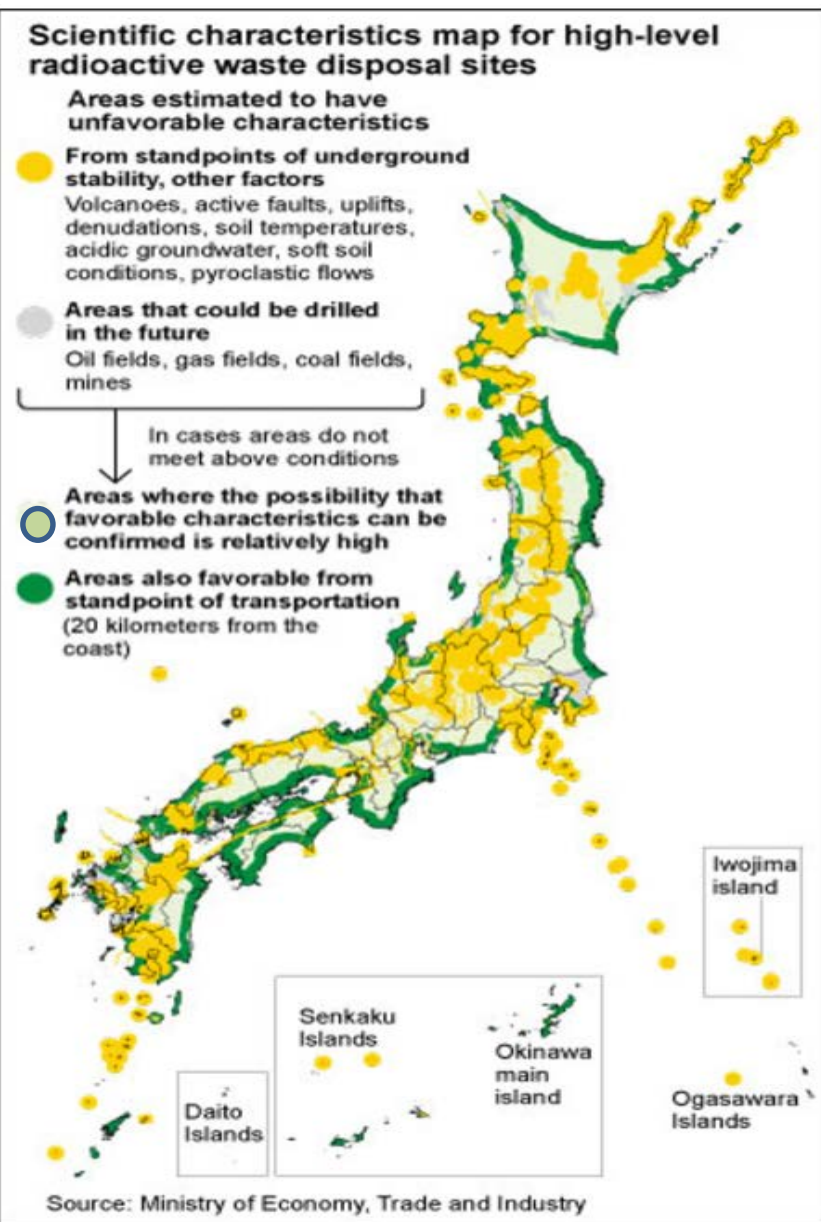 Scientific characteristics map for high-level
radioactive waste disposal sites
Areas estimated to have
unfavorable characteristics
From standpoints of underground
stability, other factors
Volcanoes, active faults, uplifts,
denudations, soil temperatures,
acidic groundwater, soft soil
conditions, pyroclastic flows
Areas that could be drilled
in the future
Oil fields, gas fields, coal fields,
mines
In cases areas do not
meet above conditions
Areas where the possibility that
favorable characteristics can be
confirmed is relatively high
Areas also favorable from
standpoint of transportation
(20 kilometers from the
coast)
Iwojima
island
Senkaku
Islands
Okinawa
main
island
Daito
Islands
Ogasawara
Islands
Source: Ministry of Economy, Trade and Industry